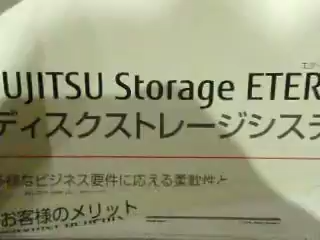 UJITSU Storage ETER
ディスクストレージシステ
様なビジネス要件に応える柔軟性と
お客様のメリット